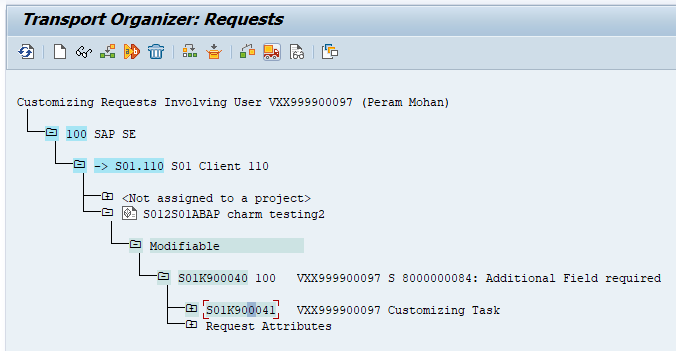 Transport Organizer: Requests
Customizing Requests Involving User VXX999900097 (Peram Mohan)
100 SAP SE
-> S01.110 S01 Client 110
<Not assigned to a project>
S012S01ABAP charm testing2
Modifiable
S01K900040 100 VXX999900097 S 8000000084: Additional Field required
S01K900041 VXX999900097 Customizing Task
Request Attributes